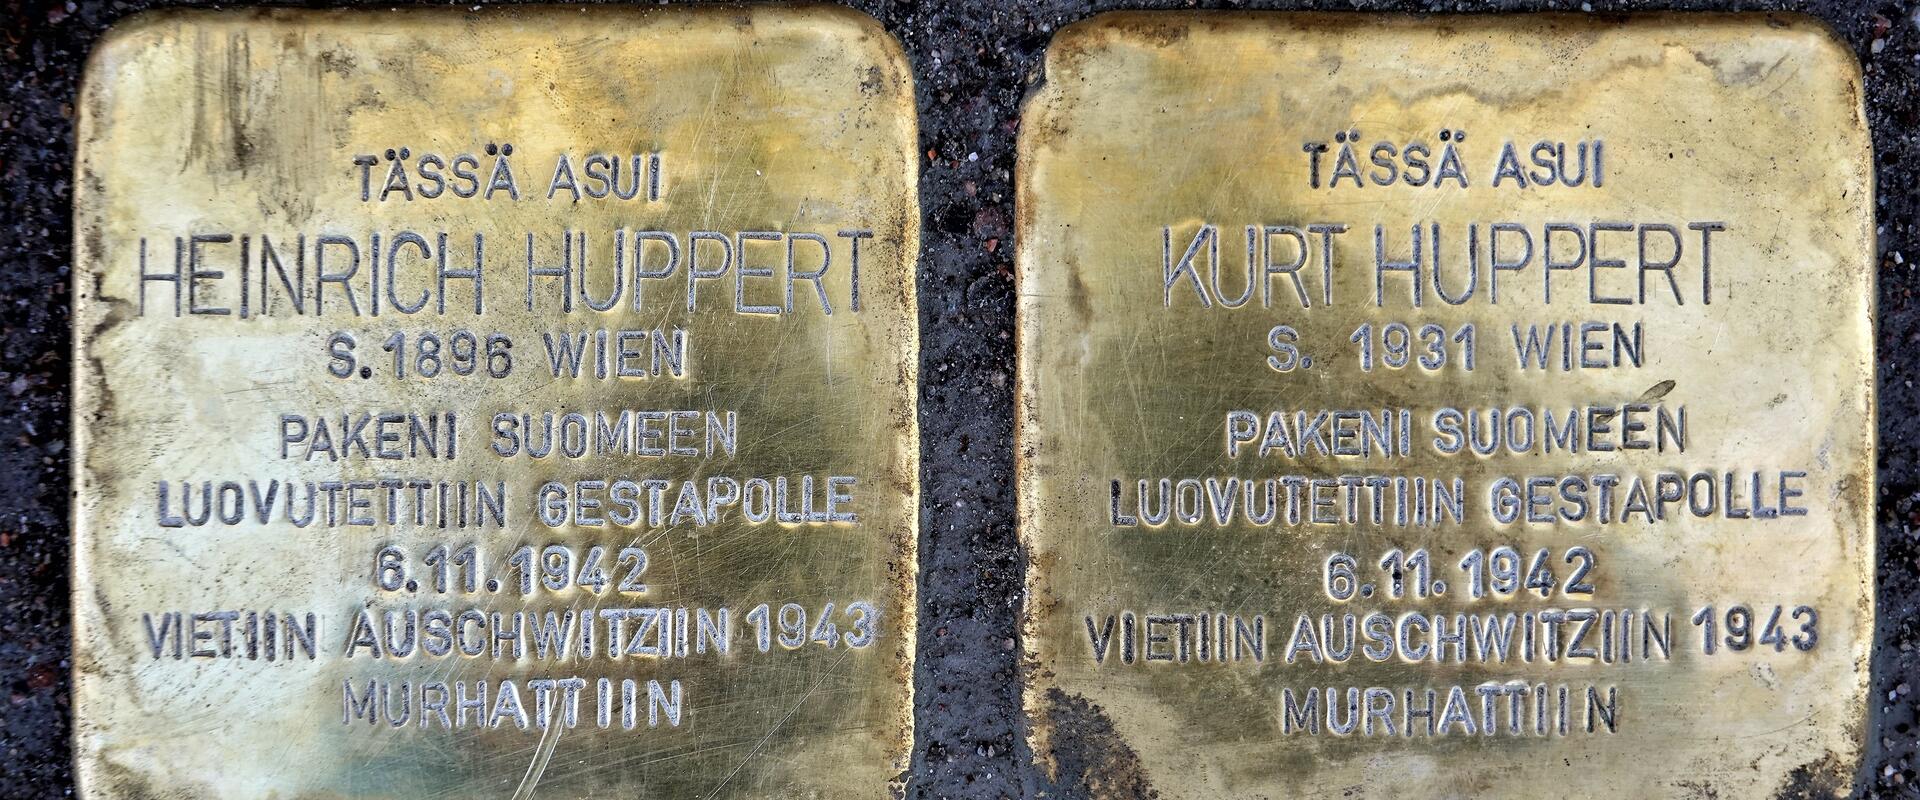 TÄSSÄ ASUI
HEINRICH HUPPERT
S.1896 WIEN
PAKENI SUOMEEN
LUOVUTETTIIN GESTAPOLLE
6.11.1942
VIETIIN AUSCHWITZIIN 1943
MURHATTIIN
TÄSSÄ ASUI
KURT HUPPERT
S. 1931 WIEN
PAKENI SUOMEEN
LUOVUTETTIIN GESTAPOLLE
6.11.1942
VIETIIN AUSCHWITZIIN 1943
MURHATTIIN